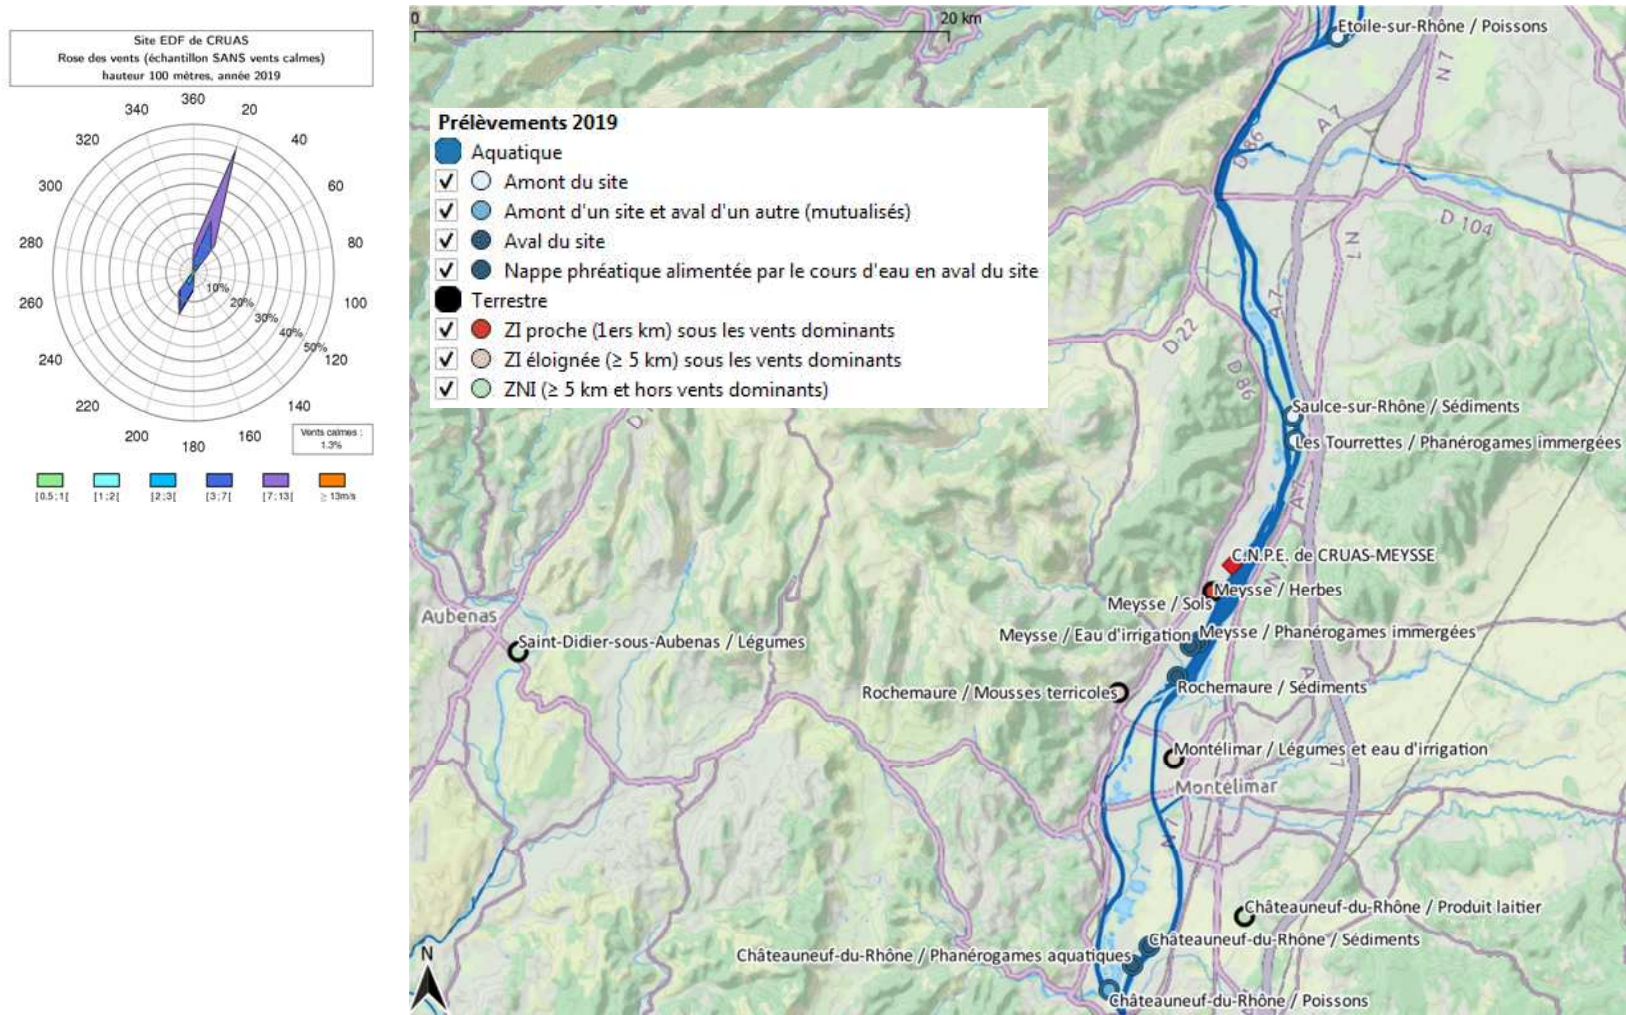 Site EDF de CRUAS
Rose des vents (échantillon SANS vents calmes)
hauteur 100 mètres, année 2019
360
20
40
60
80
100
120
140
160
180
200
220
240
260
280
300
320
340
10%
20%
30%
40%
50%
Vents calmes :
1.3%
[0.5 ; 1[
[1 ; 2[
[2 ; 3[
[3 ; 7[
[7 ; 13[
≥ 13m/s
0
20 km
Prélèvements 2019
Aquatique
Amont du site
Amont d'un site et aval d'un autre (mutualisés)
Aval du site
Nappe phréatique alimentée par le cours d'eau en aval du site
Terrestre
ZI proche (1ers km) sous les vents dominants
ZI éloignée (≥ 5 km) sous les vents dominants
ZNI (≥ 5 km et hors vents dominants)
Etoile-sur-Rhône / Poissons
N 7
A 7
D 86
D 104
N 7
A 7
D 22
D 86
Saulce-sur-Rhône / Sédiments
Les Tourrettes / Phanérogames immergées
A 7
C.N.P.E. de CRUAS-MEYSSE
Meysse / Herbes
Meysse / Sols
Aubenas
Saint-Didier-sous-Aubenas / Légumes
Meysse / Eau d'irrigation
Meysse / Phanérogames immergées
Rochemaure / Mousses terricoles
Rochemaure / Sédiments
Montélimar / Légumes et eau d'irrigation
Montélimar
N 7
Châteauneuf-du-Rhône / Produit laitier
Châteauneuf-du-Rhône / Sédiments
Châteauneuf-du-Rhône / Phanérogames aquatiques
Châteauneuf-du-Rhône / Poissons
N